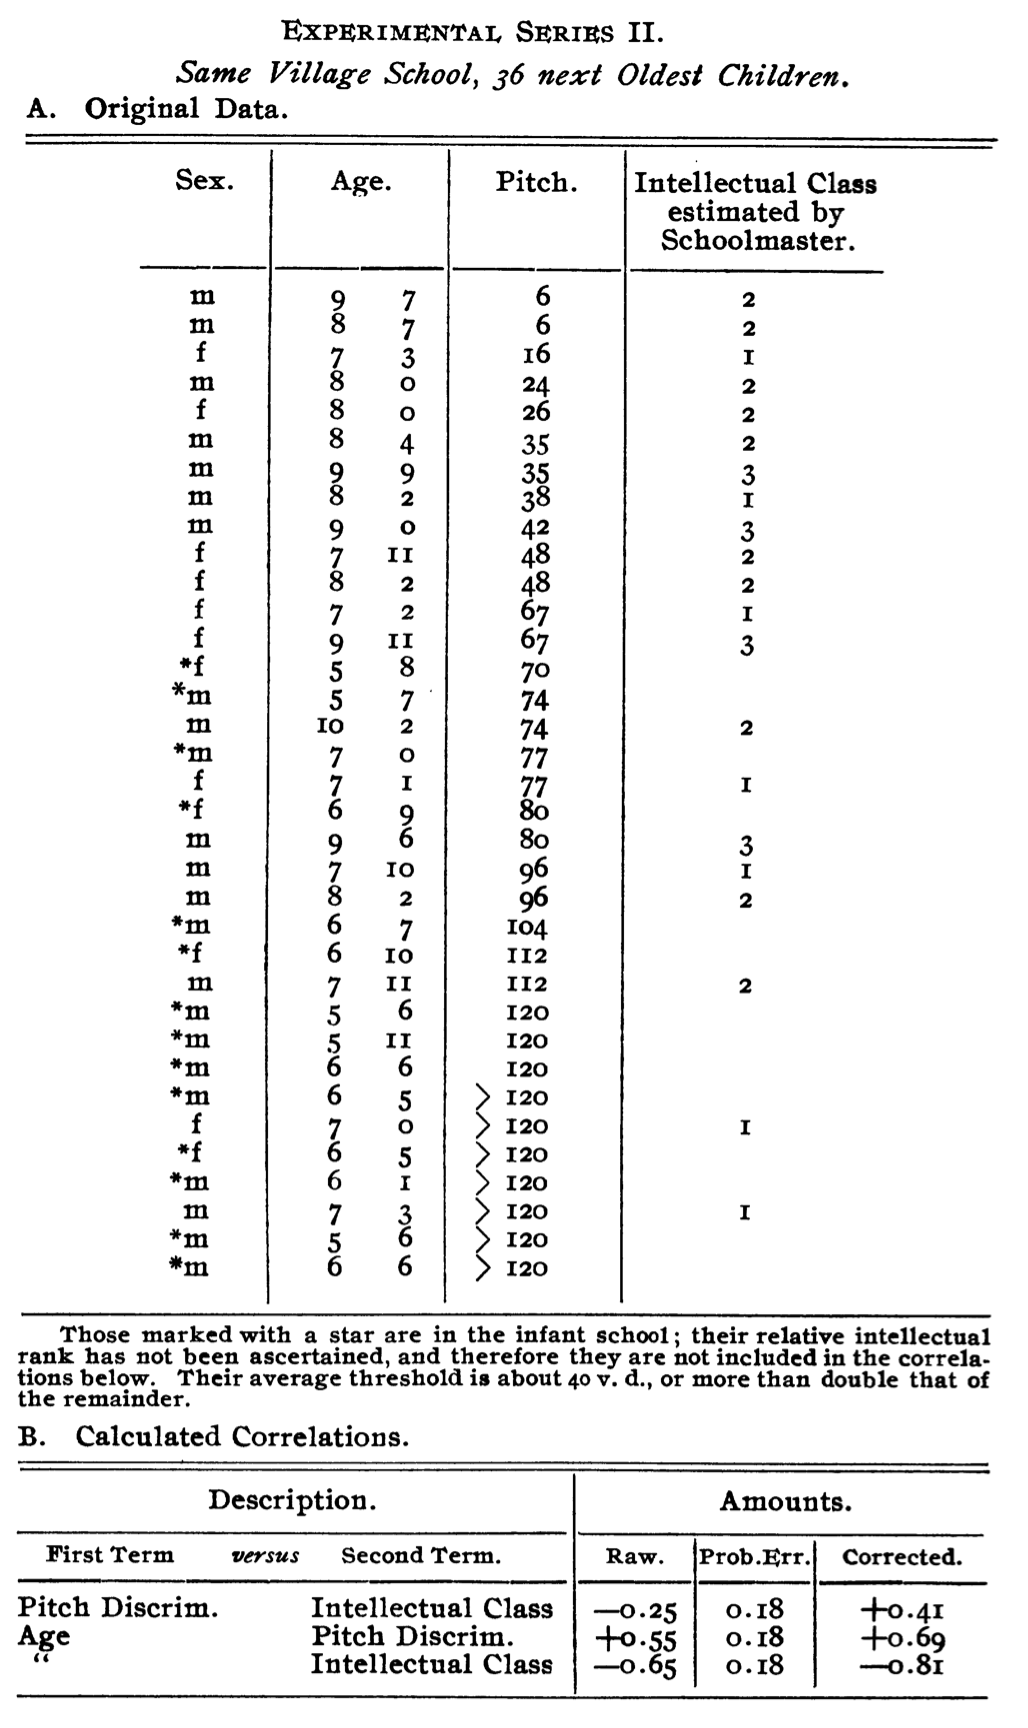 EXPERIMENTAL SERIES II.
Same Village School, 36 next Oldest Children.
A. Original Data.
Sex. Age. Pitch. Intellectual Class
estimated by
Schoolmaster.
m 9 7 6 2
m 8 7 6 2
f 7 3 16 1
m 8 0 24 2
f 8 0 26 2
m 8 4 35 2
m 9 9 35 3
m 8 2 38 1
m 9 0 42 3
f 7 11 48 2
f 8 2 48 2
f 7 2 67 1
f 9 11 67 3
*f 5 8 70
*m 5 7 74
m 10 2 74 2
*m 7 0 77
f 7 1 77 1
*f 6 9 80
m 9 6 80 3
m 7 10 96 1
m 8 2 96 2
*m 6 7 104
*f 6 10 112
m 7 11 112 2
*m 5 6 120
*m 5 11 120
*m 6 6 120
*m 6 5 > 120
f 7 0 > 120 1
*f 6 5 > 120
*m 6 1 > 120
m 7 3 > 120 1
*m 5 6 > 120
*m 6 6 > 120
Those marked with a star are in the infant school; their relative intellectual
rank has not been ascertained, and therefore they are not included in the correla-
tions below. Their average threshold is about 40 v. d., or more than double that of
the remainder.
B. Calculated Correlations.
Description. Amounts.
First Term versus Second Term. Raw. Prob.Err. Corrected.
Pitch Discrim. Intellectual Class —0.25 0.18 +0.41
Age Pitch Discrim. +0.55 0.18 +0.69
“ Intellectual Class —0.65 0.18 —0.81